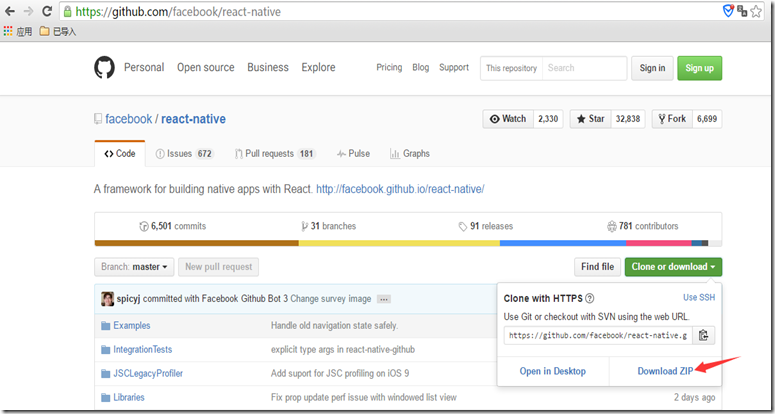 https://github.com/facebook/react-native
应用 已导入
Personal Open source Business Explore Pricing Blog Support This repository Search Sign in Sign up
facebook / react-native Watch 2,330 Star 32,838 Fork 6,699
Code Issues 672 Pull requests 181 Pulse Graphs
A framework for building native apps with React. http://facebook.github.io/react-native/
6,501 commits 31 branches 91 releases 781 contributors
Branch: master New pull request Find file Clone or download
spicyj committed with Facebook Github Bot 3 Change survey image ...
Clone with HTTPS Use SSH
Use Git or checkout with SVN using the web URL.
https://github.com/facebook/react-native.g
Open in Desktop Download ZIP
Examples Handle old navigation state safely.
IntegrationTests explicit type args in react-native-github
JSCLegacyProfiler Add suport for JSC profiling on iOS 9
Libraries Fix prop update perf issue with windowed list view 2 days ago